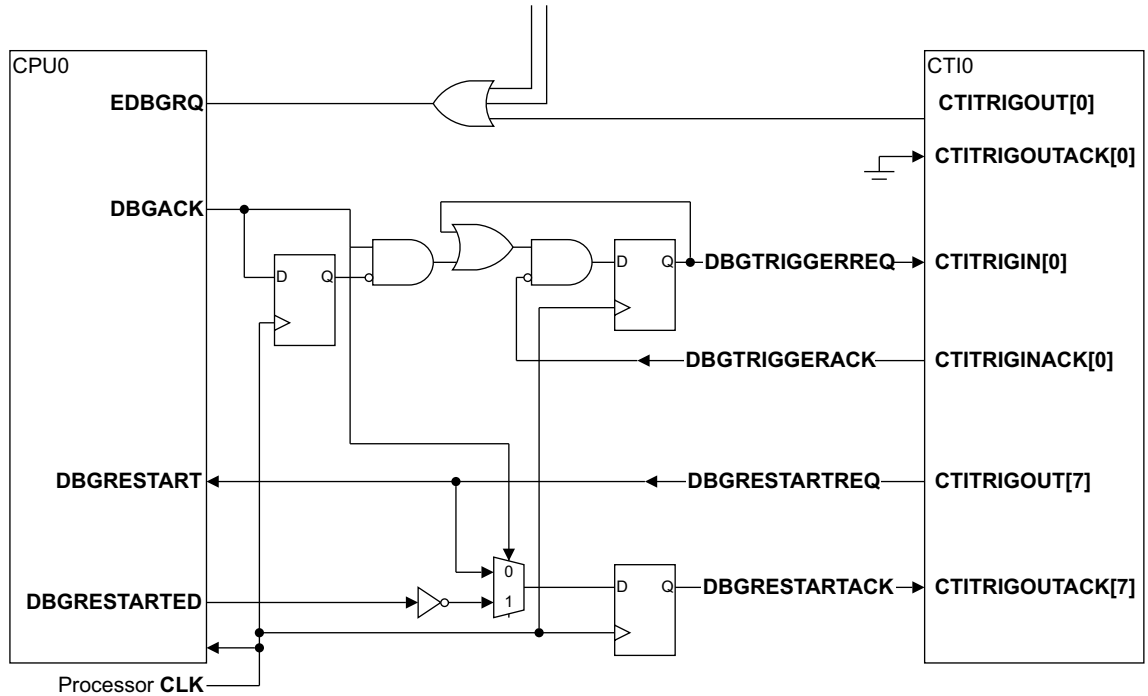 CPU0
CTI0
EDBGRQ
CTITRIGOUT[0]
CTITRIGOUTACK[0]
DBGACK
D
Q
D
Q
DBGTRIGGERREQ
CTITRIGIN[0]
DBGTRIGGERACK
CTITRIGINACK[0]
DBGRESTART
DBGRESTARTREQ
CTITRIGOUT[7]
0
1
D
Q
DBGRESTARTED
DBGRESTARTACK
CTITRIGOUTACK[7]
Processor CLK